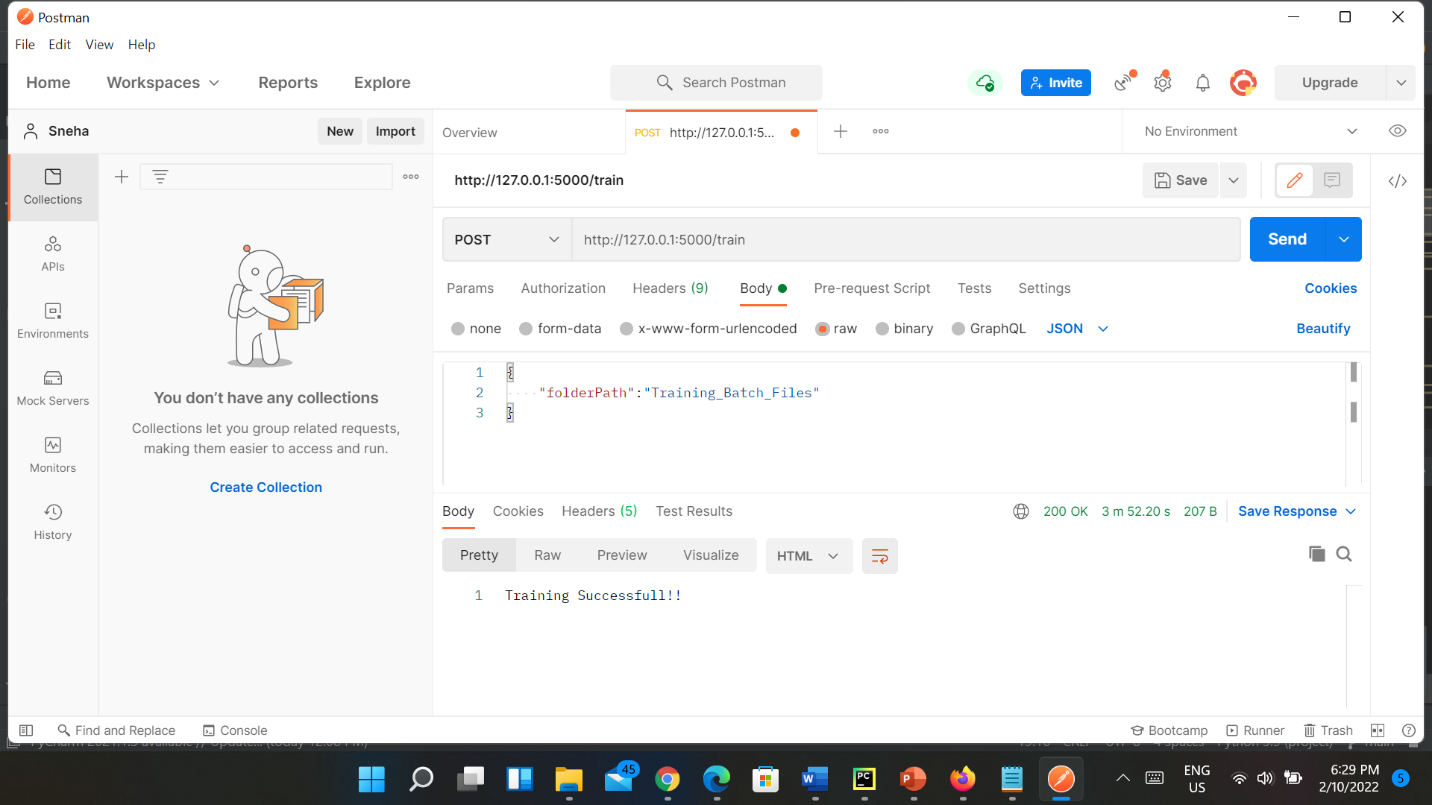 Postman
File Edit View Help
Home Workspaces Reports Explore Search Postman Invite Upgrade
Sneha New Import Overview POST http://127.0.0.1:5... No Environment
http://127.0.0.1:5000/train Save
Collections
POST http://127.0.0.1:5000/train Send
APIs
Params Authorization Headers (9) Body Pre-request Script Tests Settings Cookies
Environments
none form-data x-www-form-urlencoded raw binary GraphQL JSON Beautify
1 {
2 "folderPath":"Training_Batch_Files"
3 }
Mock Servers
You don't have any collections
Collections let you group related requests,
making them easier to access and run.
Monitors
Create Collection
History
Body Cookies Headers (5) Test Results 200 OK 3 m 52.20 s 207 B Save Response
Pretty Raw Preview Visualize HTML
1 Training Successfull!!
Find and Replace Console Bootcamp Runner Trash
45
ENG
US
6:29 PM
2/10/2022
5